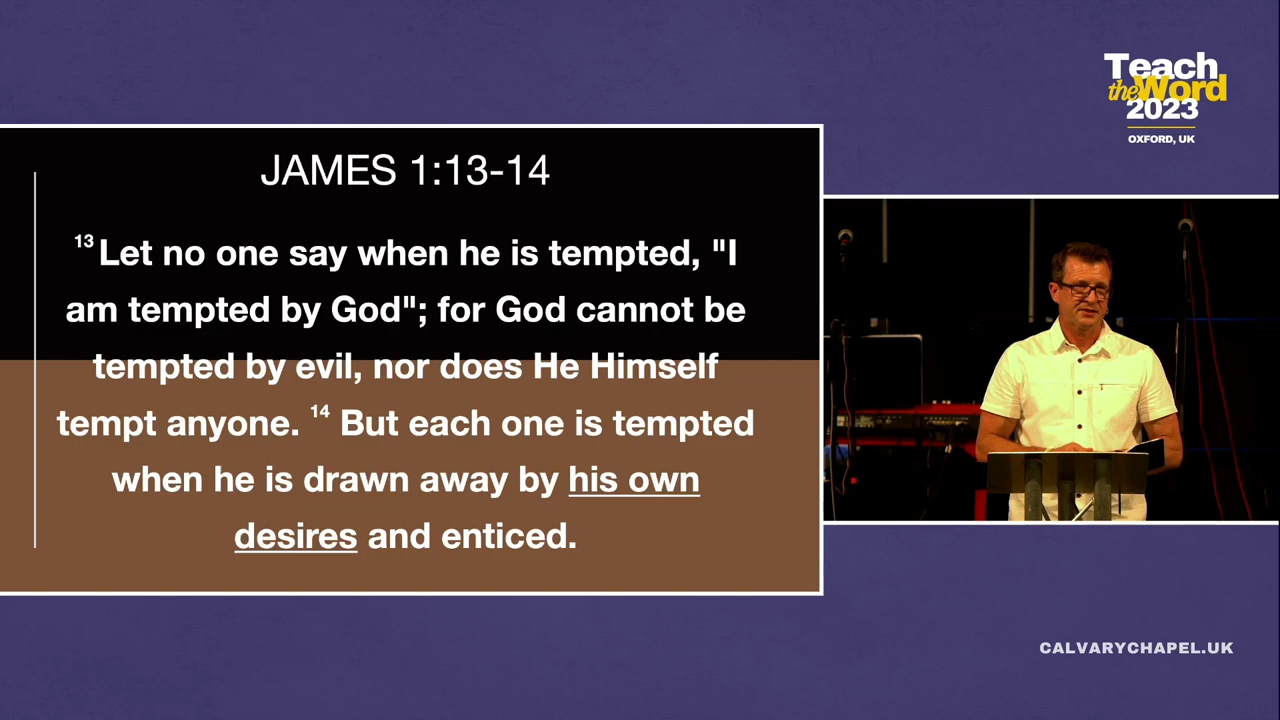 JAMES 1:13-14
13 Let no one say when he is tempted, "I
am tempted by God"; for God cannot be
tempted by evil, nor does He Himself
tempt anyone. 14 But each one is tempted
when he is drawn away by his own
desires and enticed.
Teach
the Word
2023
OXFORD, UK
CALVARYCHAPEL.UK